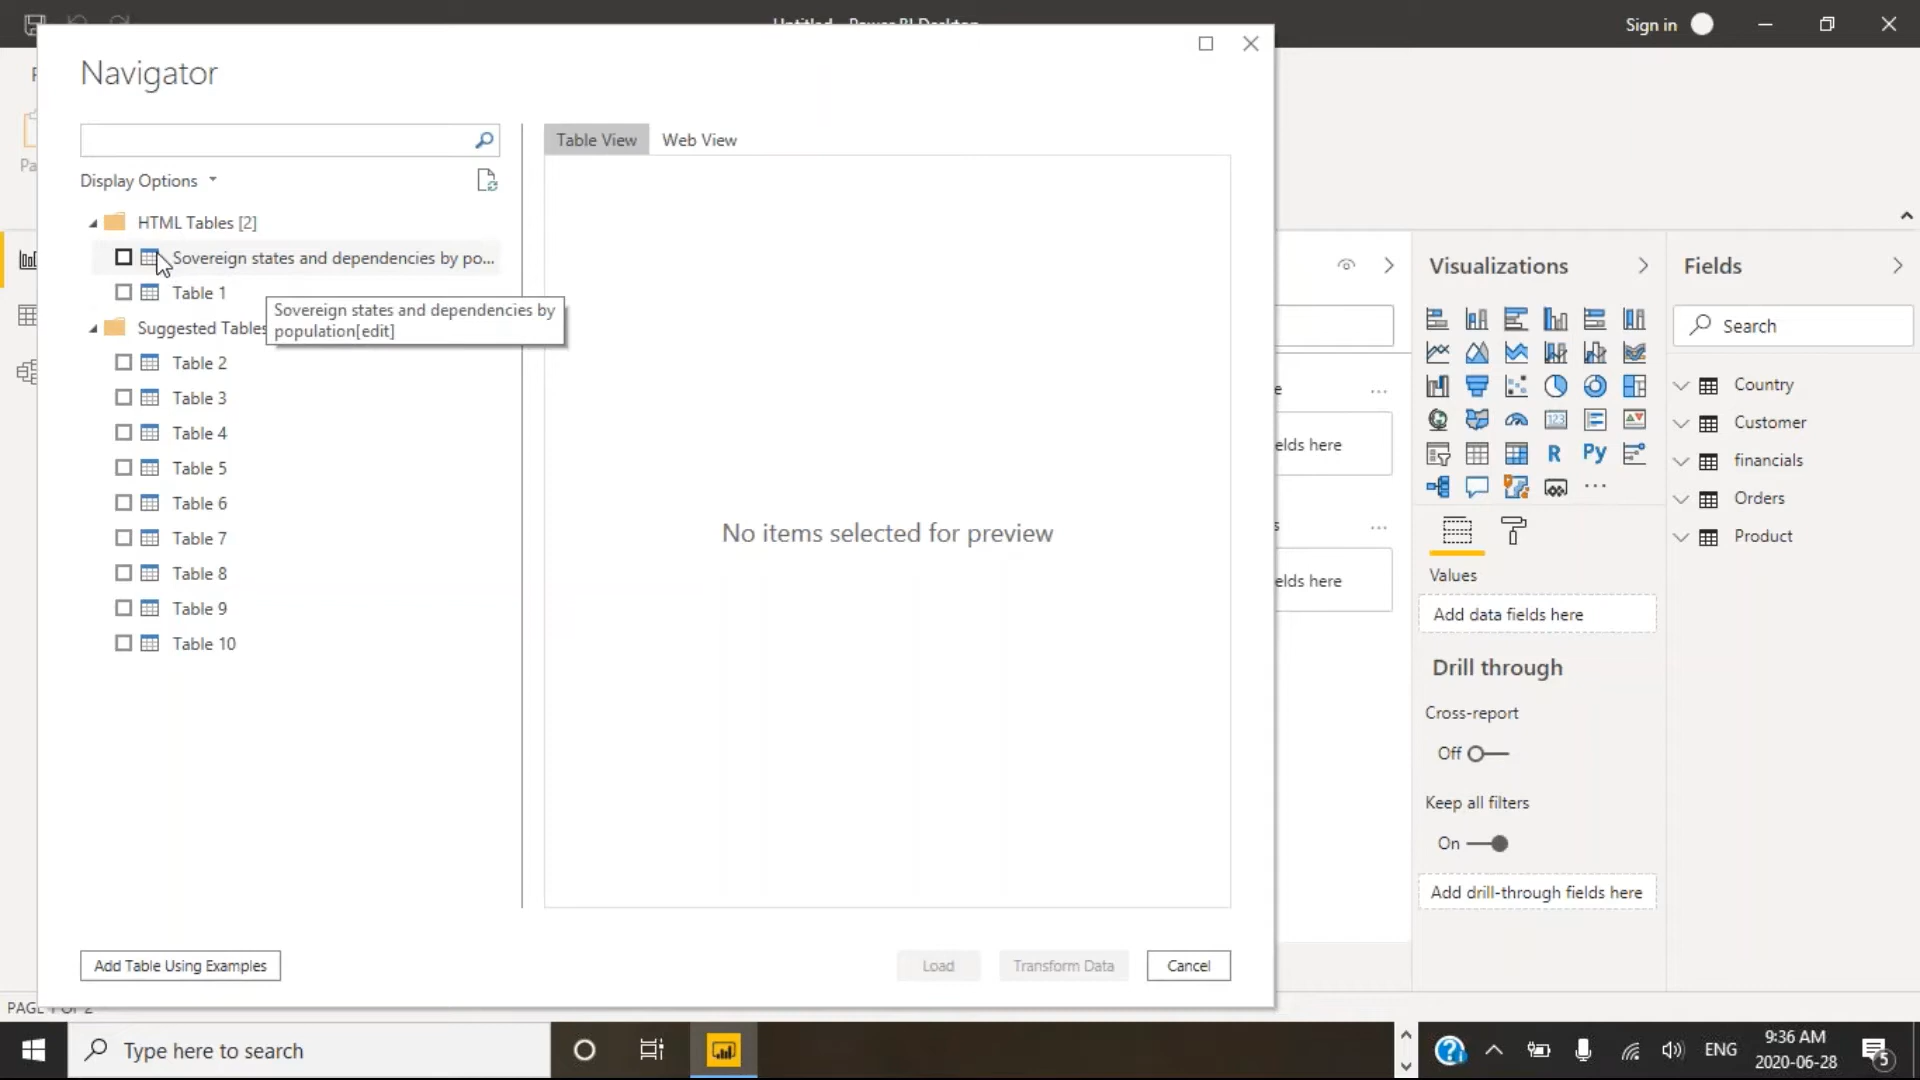 Sign in
Navigator
Table View
Web View
Display Options
HTML Tables [2]
Sovereign states and dependencies by po...
Table 1
Sovereign states and dependencies by
population[edit]
Suggested Tables
Table 2
Table 3
Table 4
Table 5
Table 6
Table 7
Table 8
Table 9
Table 10
No items selected for preview
Add Table Using Examples
Load
Transform Data
Cancel
elds here
elds here
Visualizations
123
R
Py
Values
Add data fields here
Drill through
Cross-report
Off
Keep all filters
On
Add drill-through fields here
Fields
Search
Country
Customer
financials
Orders
Product
Type here to search
ENG
9:36 AM
2020-06-28
5